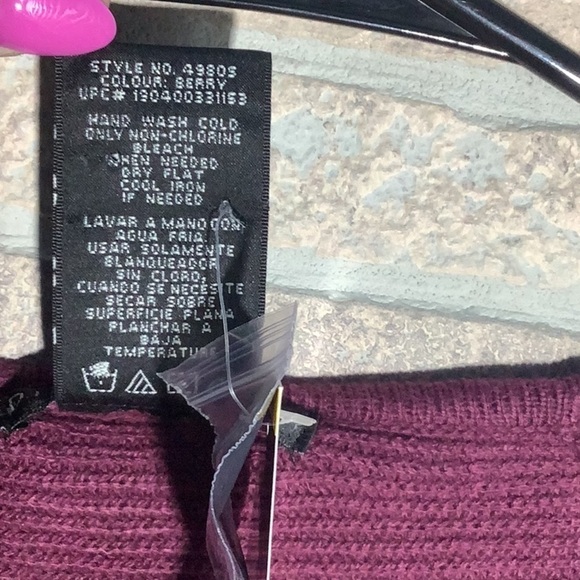 STYLE NO. 4980S
COLOUR: BERRY
UPC# 130400331153
HAND WASH COLD
ONLY NON-CHLORINE
BLEACH
WHEN NEEDED
DRY FLAT
COOL IRON
IF NEEDED
LAVAR A MANO CON
AGUA FRIA.
USAR SOLAMENTE
BLANQUEADOR
SIN CLORO,
CUANDO SE NECESITE
SECAR SOBRE
SUPERFICIE PLANA
PLANCHAR A
BAJA
TEMPERATURA